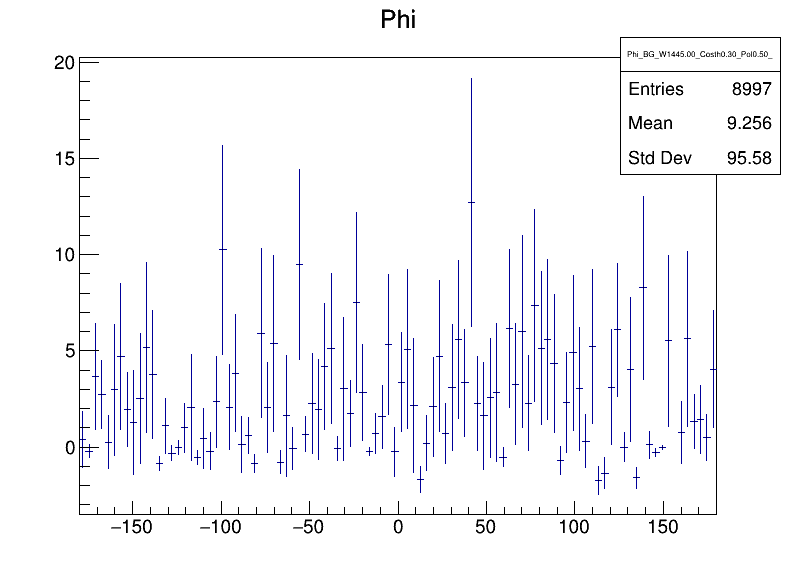 Phi
Phi_BG_W1445.00_Costh0.30_Pol0.50_
Entries 8997
Mean 9.256
Std Dev 95.58
20
15
10
5
0
−150 −100 −50 0 50 100 150